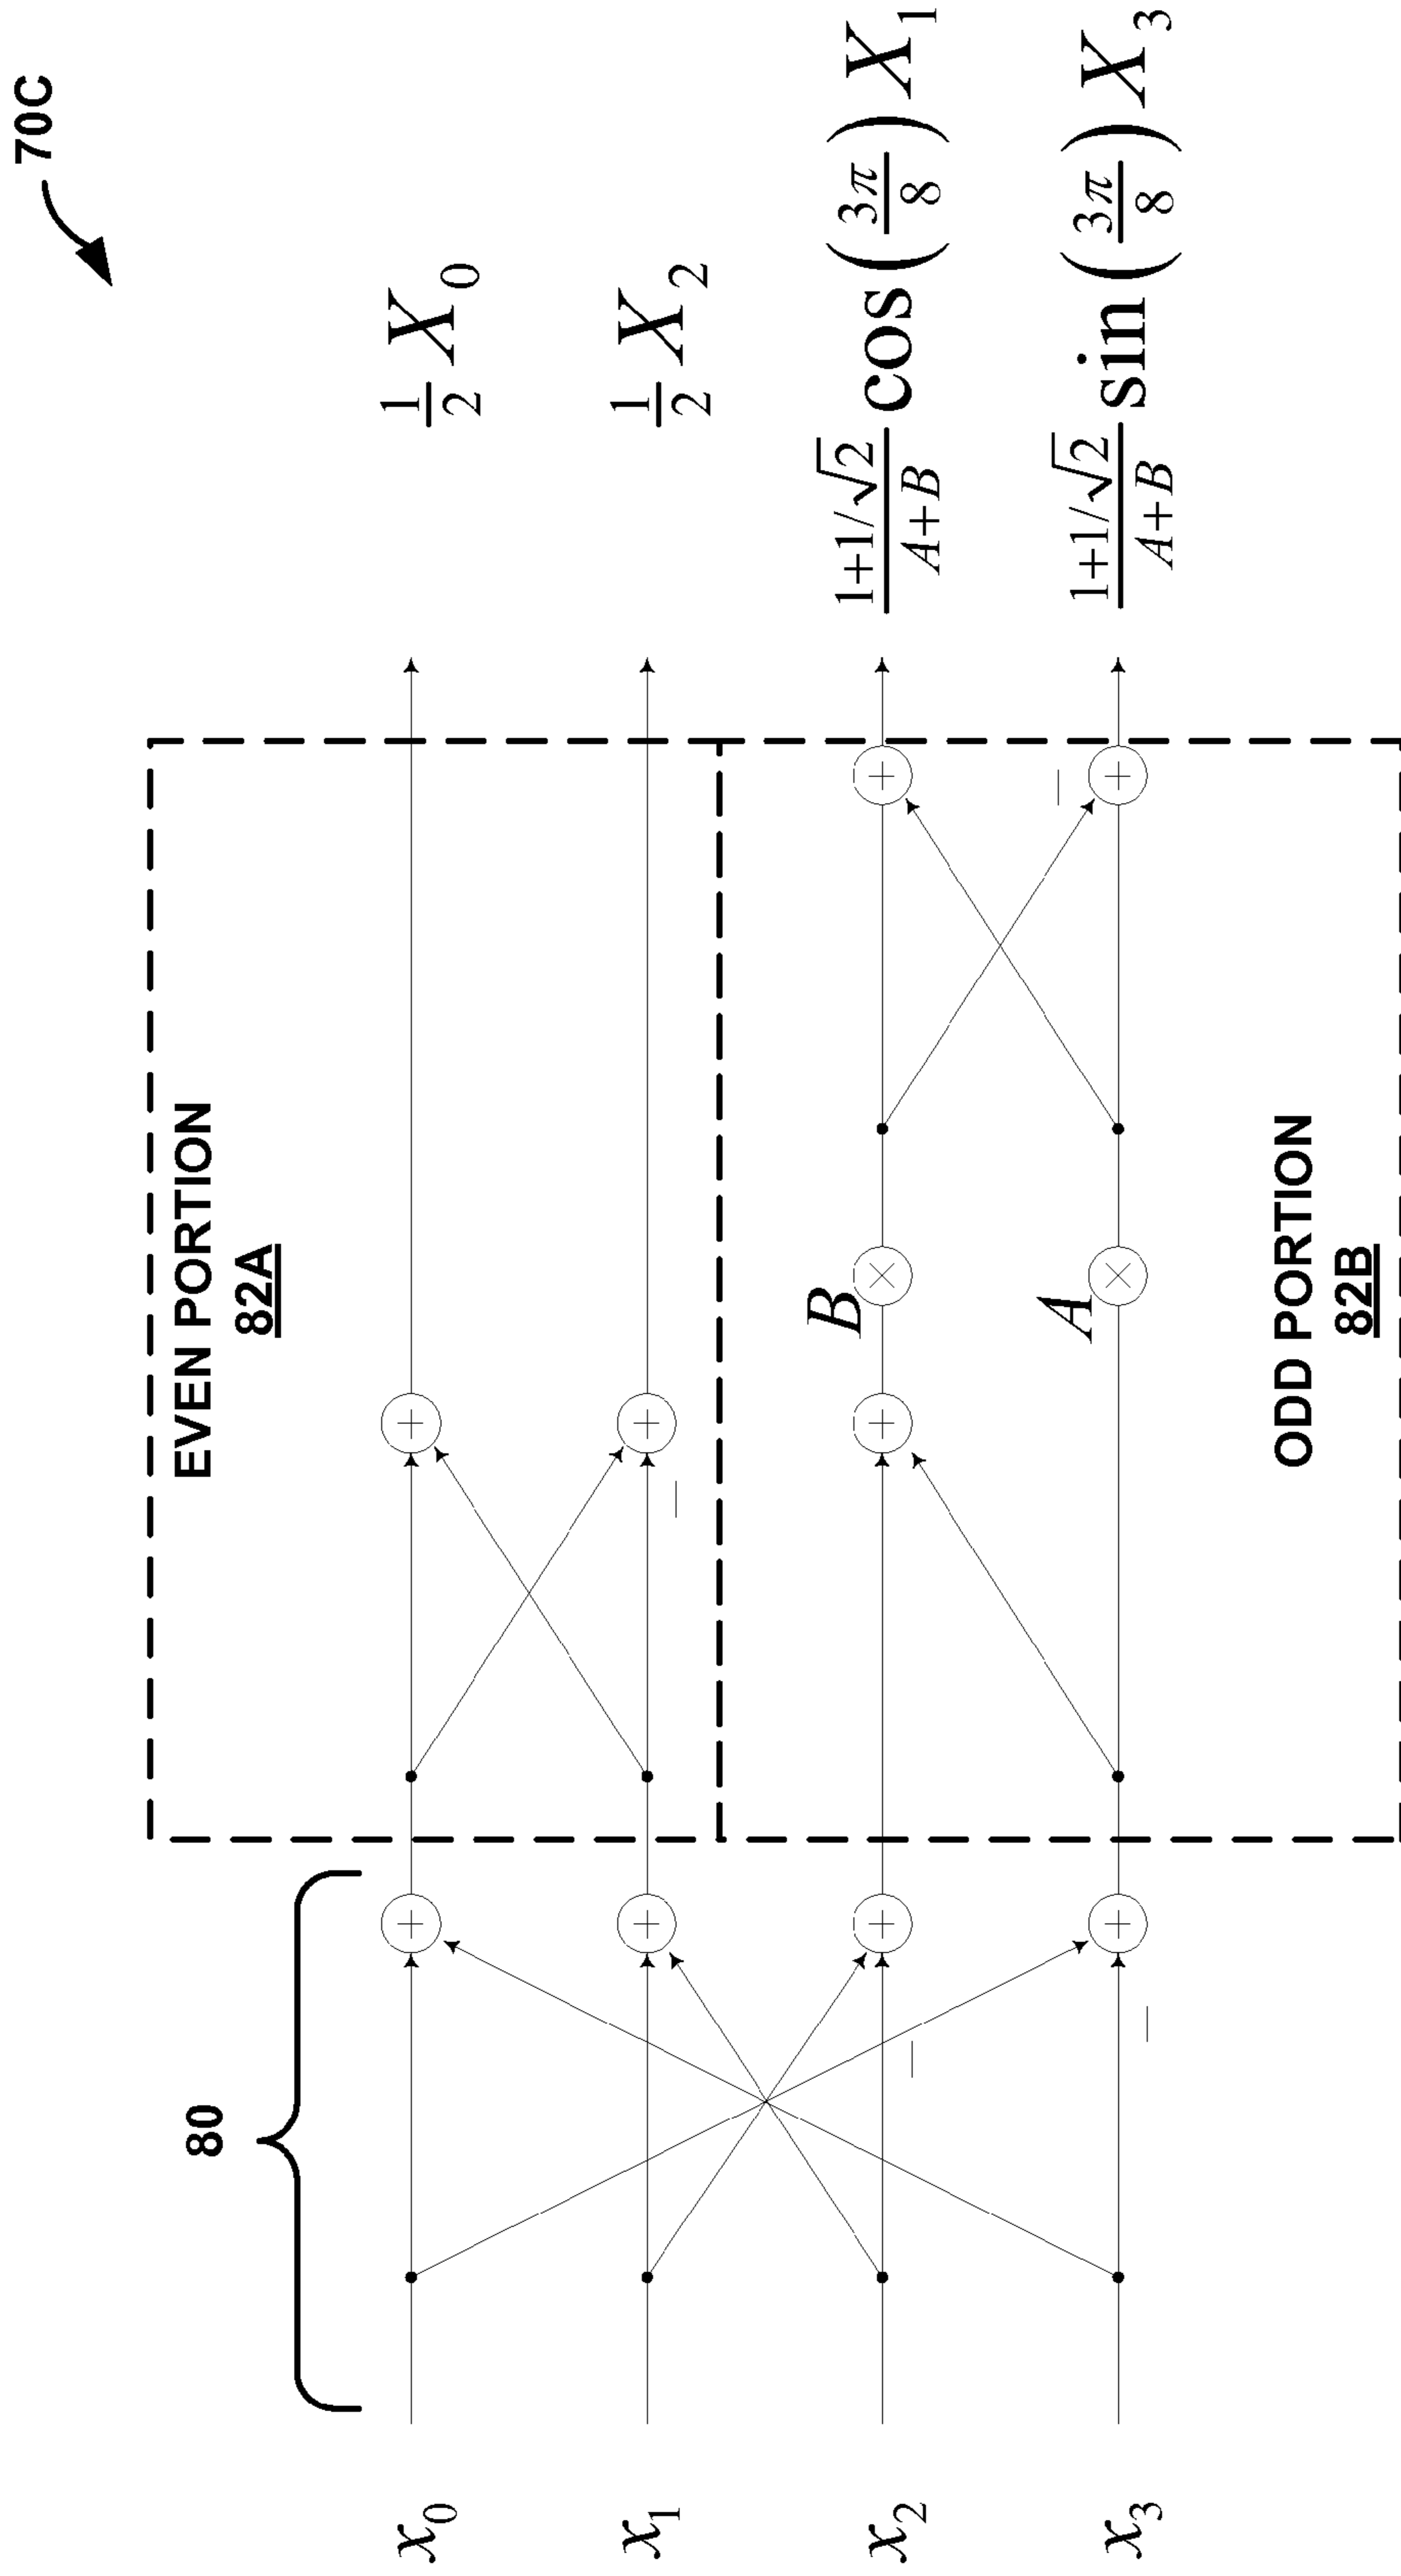 70C
80
EVEN PORTION
82A
x₀
x₁
x₂
x₃
+ + + +
+ + +
B ×
A ×
+ +
− − − −
ODD PORTION
82B
1/2 X₀
1/2 X₂
(1+1/√2)/(A+B) cos(3π/8) X₁
(1+1/√2)/(A+B) sin(3π/8) X₃